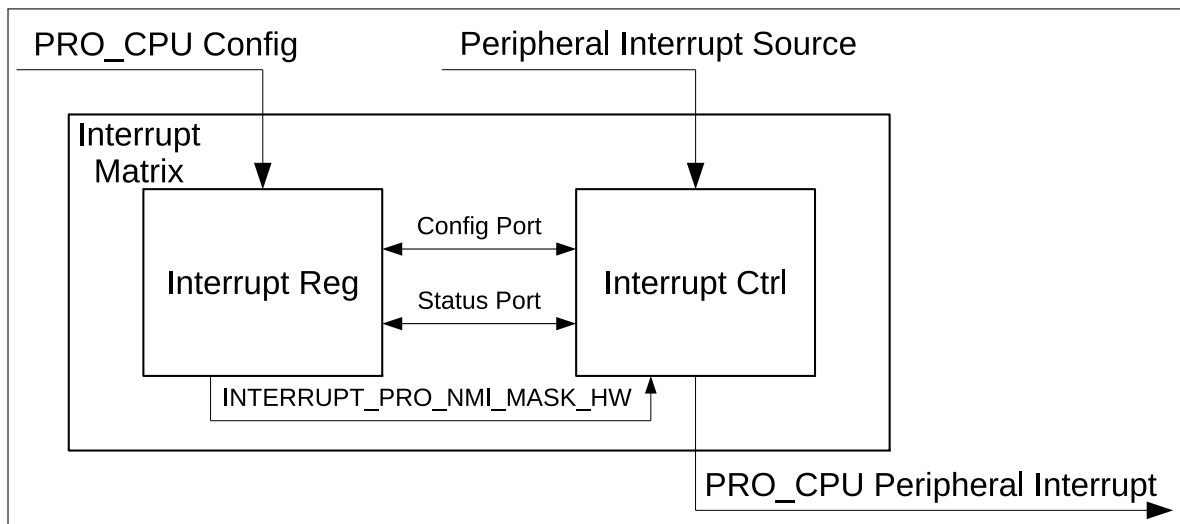 PRO_CPU Config
Peripheral Interrupt Source
Interrupt
Matrix
Config Port
Interrupt Reg
Interrupt Ctrl
Status Port
INTERRUPT_PRO_NMI_MASK_HW
PRO_CPU Peripheral Interrupt